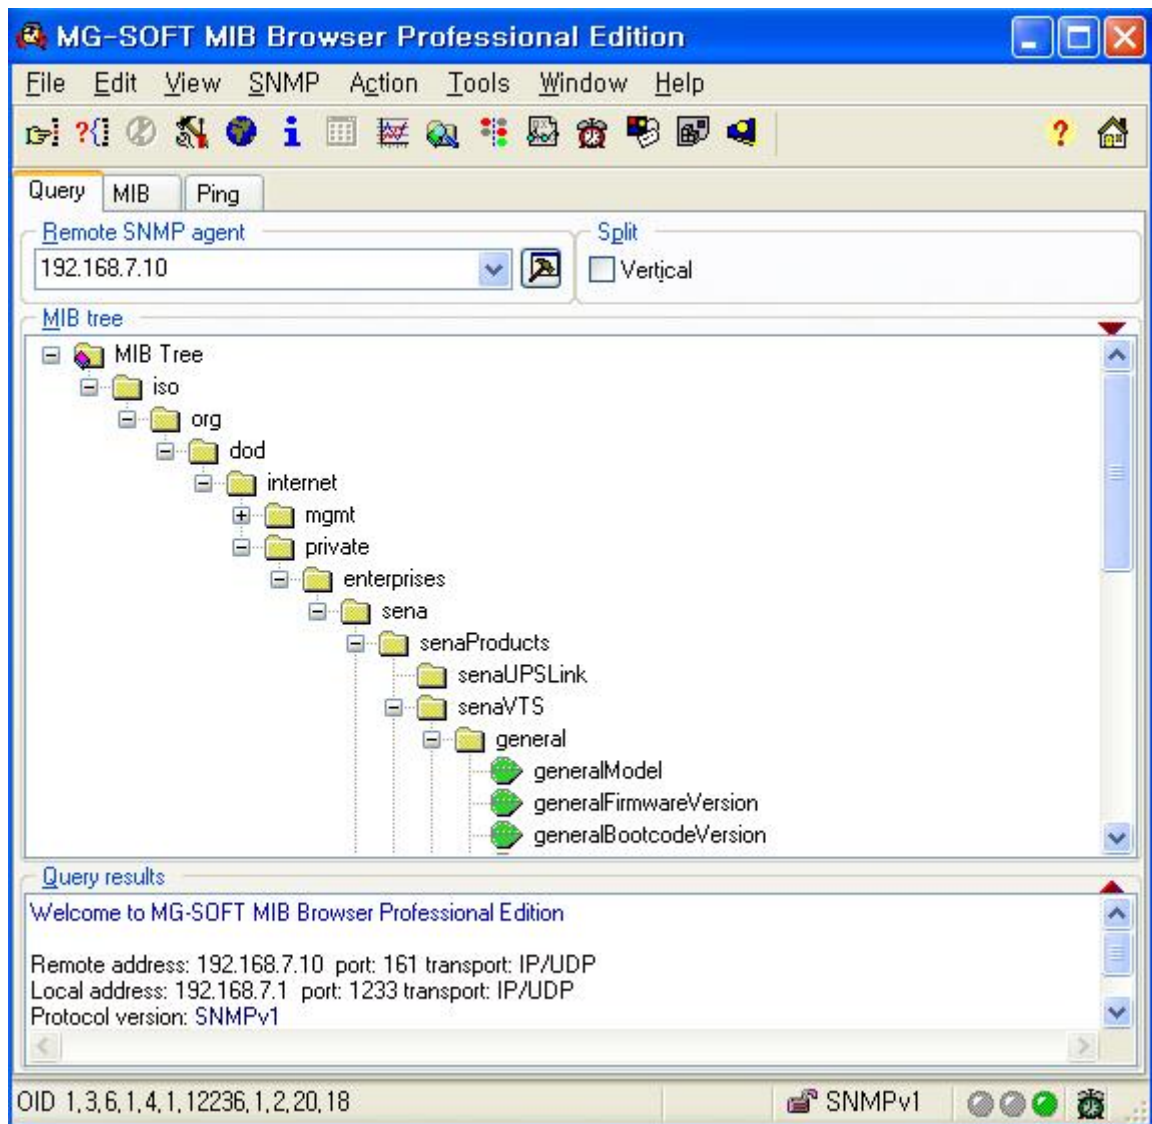 MG-SOFT MIB Browser Professional Edition
File Edit View SNMP Action Tools Window Help
Query MIB Ping
Remote SNMP agent
Split
192.168.7.10
Vertical
MIB tree
MIB Tree
iso
org
dod
internet
mgmt
private
enterprises
sena
senaProducts
senaUPSLink
senaVTS
general
generalModel
generalFirmwareVersion
generalBootcodeVersion
Query results
Welcome to MG-SOFT MIB Browser Professional Edition
Remote address: 192.168.7.10 port: 161 transport: IP/UDP
Local address: 192.168.7.1 port: 1233 transport: IP/UDP
Protocol version: SNMPv1
OID 1,3,6,1,4,1,12236,1,2,20,18 SNMPv1